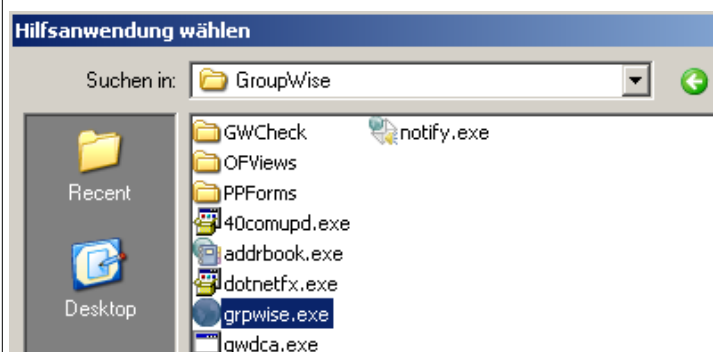 Hilfsanwendung wählen
Suchen in: GroupWise
GWCheck notify.exe
OFViews
Recent PPForms
40comupd.exe
addrbook.exe
dotnetfx.exe
Desktop grpwise.exe
gwdca.exe